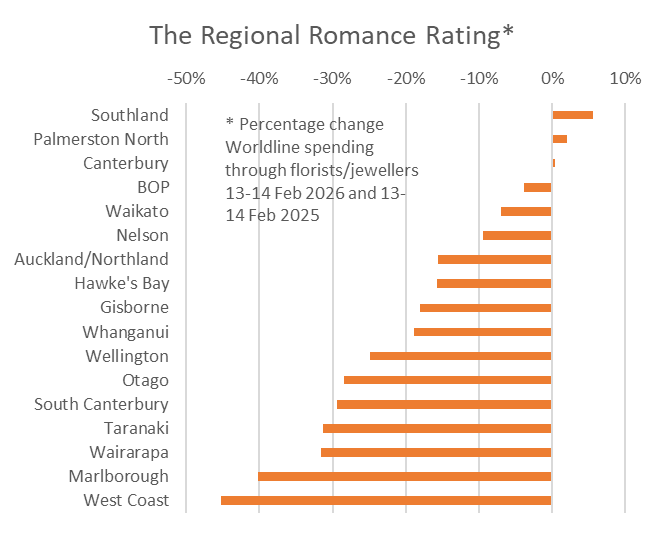 The Regional Romance Rating*
-50% -40% -30% -20% -10% 0% 10%
* Percentage change
Worldline spending
through florists/jewellers
13-14 Feb 2026 and 13-
14 Feb 2025
Southland
Palmerston North
Canterbury
BOP
Waikato
Nelson
Auckland/Northland
Hawke's Bay
Gisborne
Whanganui
Wellington
Otago
South Canterbury
Taranaki
Wairarapa
Marlborough
West Coast